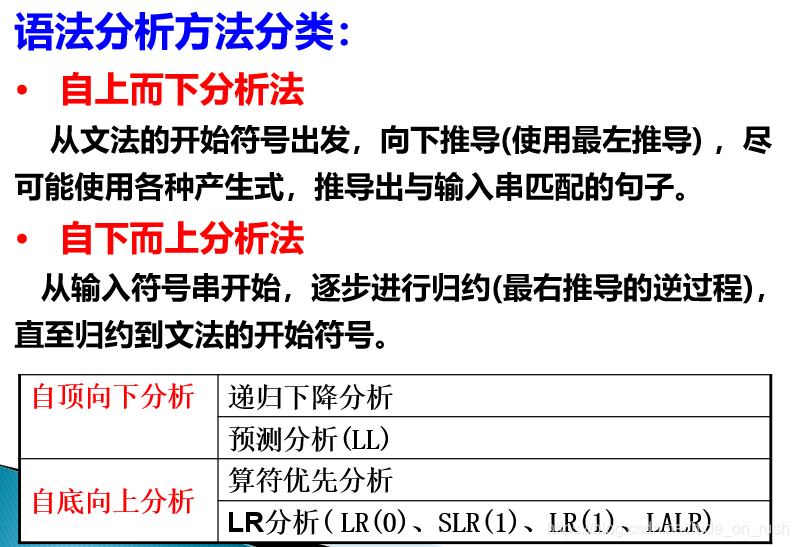 语法分析方法分类：
• 自上而下分析法
从文法的开始符号出发，向下推导(使用最左推导) ，尽
可能使用各种产生式，推导出与输入串匹配的句子。
• 自下而上分析法
从输入符号串开始，逐步进行归约(最右推导的逆过程)，
直至归约到文法的开始符号。
自顶向下分析
递归下降分析
预测分析(LL)
自底向上分析
算符优先分析
LR分析( LR(0)、SLR(1)、LR(1)、LALR)